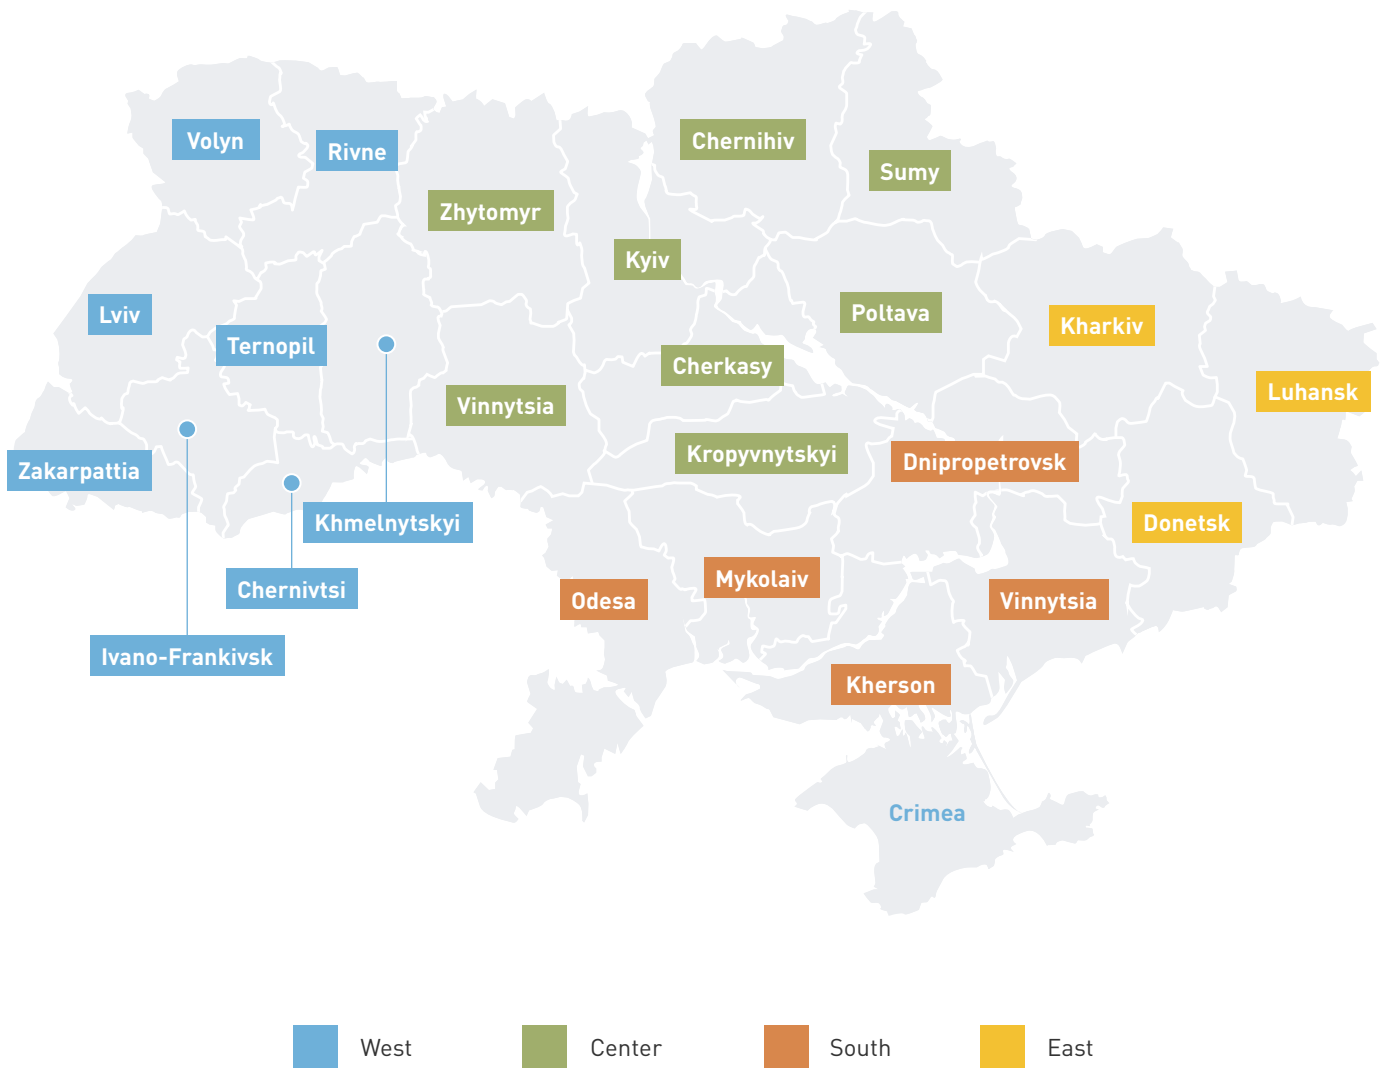 Volyn
Rivne
Chernihiv
Sumy
Zhytomyr
Kyiv
Lviv
Ternopil
Poltava
Kharkiv
Cherkasy
Vinnytsia
Luhansk
Kropyvnytskyi
Dnipropetrovsk
Zakarpattia
Khmelnytskyi
Donetsk
Chernivtsi
Mykolaiv
Odesa
Vinnytsia
Ivano-Frankivsk
Kherson
Crimea
West
Center
South
East